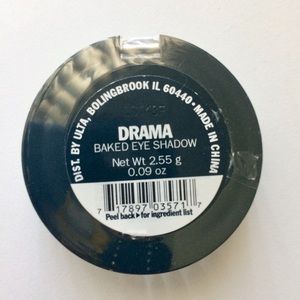 DIST. BY ULTA, BOLINGBROOK IL 60440 • MADE IN CHINA
DRAMA
BAKED EYE SHADOW
Net Wt 2.55 g
0.09 oz
7 17897 03571 7
Peel back ▸ for ingredient list